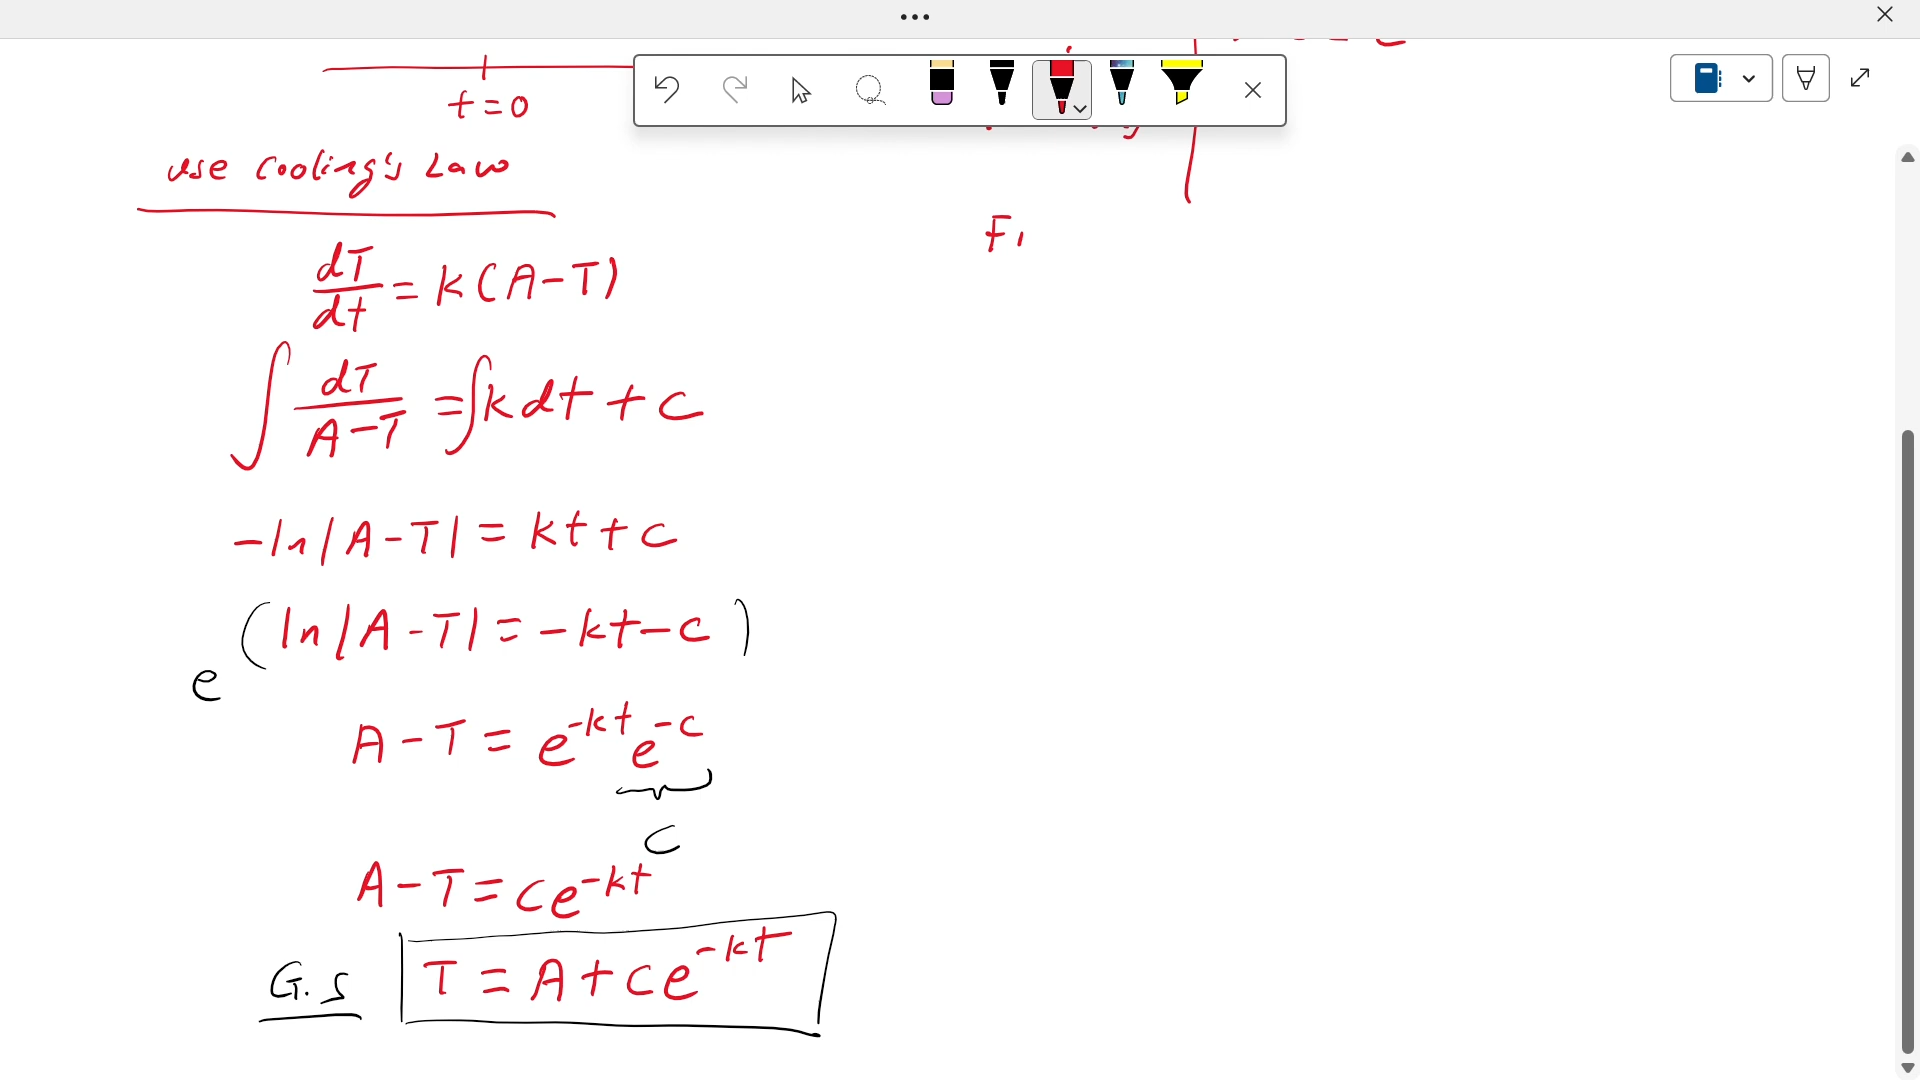 t = 0
use cooling's Law
dT/dt = k(A-T)
∫ dT/(A-T) = ∫k dt + c
-ln|A-T| = kt + c
e^(ln|A-T| = -kt - c)
A-T = e^-kt e^-c
c
A-T = ce^-kt
G.s T = A + ce^-kt
F,